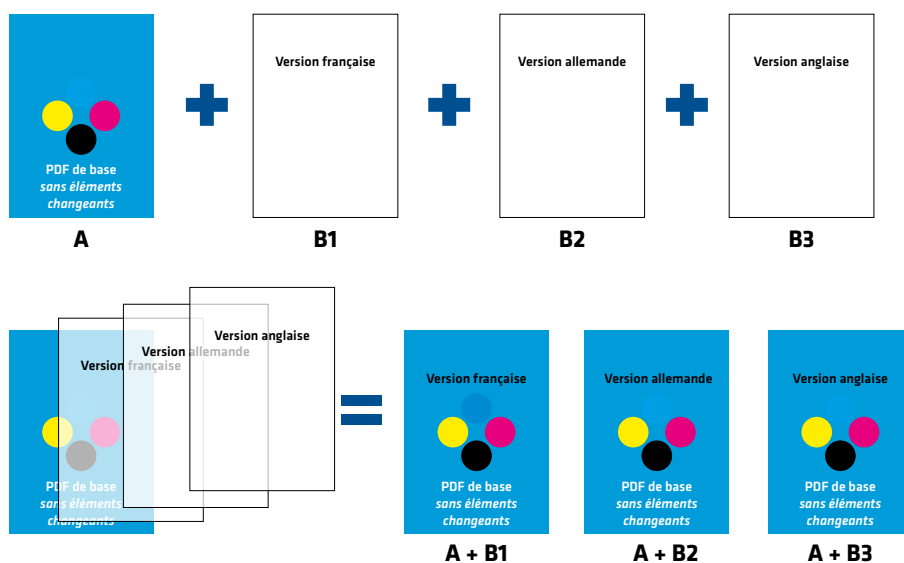 Version française
Version allemande
Version anglaise
PDF de base
sans éléments
changeants
A
B1
B2
B3
Version anglaise
Version allemande
Version française
PDF de base
sans éléments
changeants
Version française
PDF de base
sans éléments
changeants
Version allemande
PDF de base
sans éléments
changeants
Version anglaise
PDF de base
sans éléments
changeants
A + B1
A + B2
A + B3